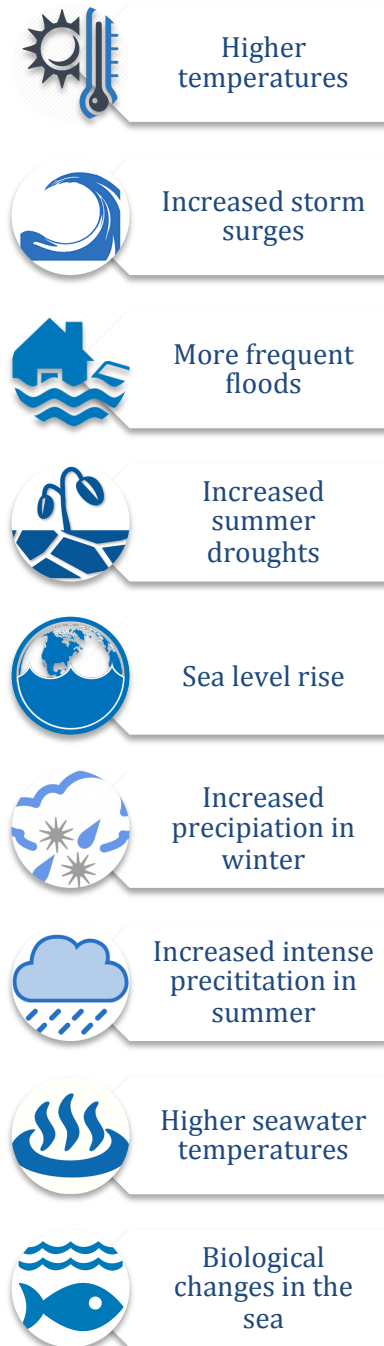 Higher
temperatures
Increased storm
surges
More frequent
floods
Increased
summer
droughts
Sea level rise
Increased
precipiation in
winter
Increased intense
precititation in
summer
Higher seawater
temperatures
Biological
changes in the
sea